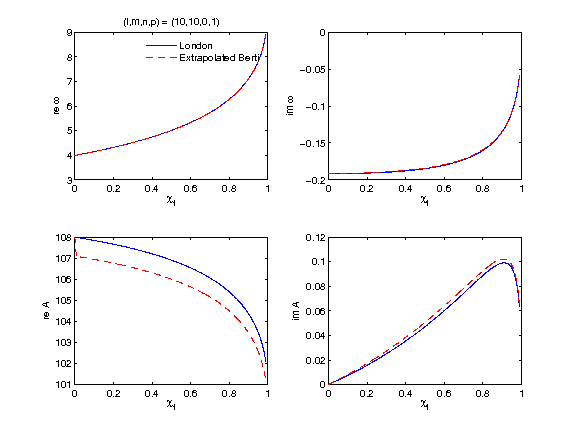 (l,m,n,p) = (10,10,0,1)
9
8
7
6
5
4
3
re ω
London
Extrapolated Berti
0 0.2 0.4 0.6 0.8 1
χf
0
−0.05
−0.1
−0.15
−0.2
im ω
0 0.2 0.4 0.6 0.8 1
χf
108
107
106
105
104
103
102
101
re A
0 0.2 0.4 0.6 0.8 1
χf
0.12
0.1
0.08
0.06
0.04
0.02
0
im A
0 0.2 0.4 0.6 0.8 1
χf